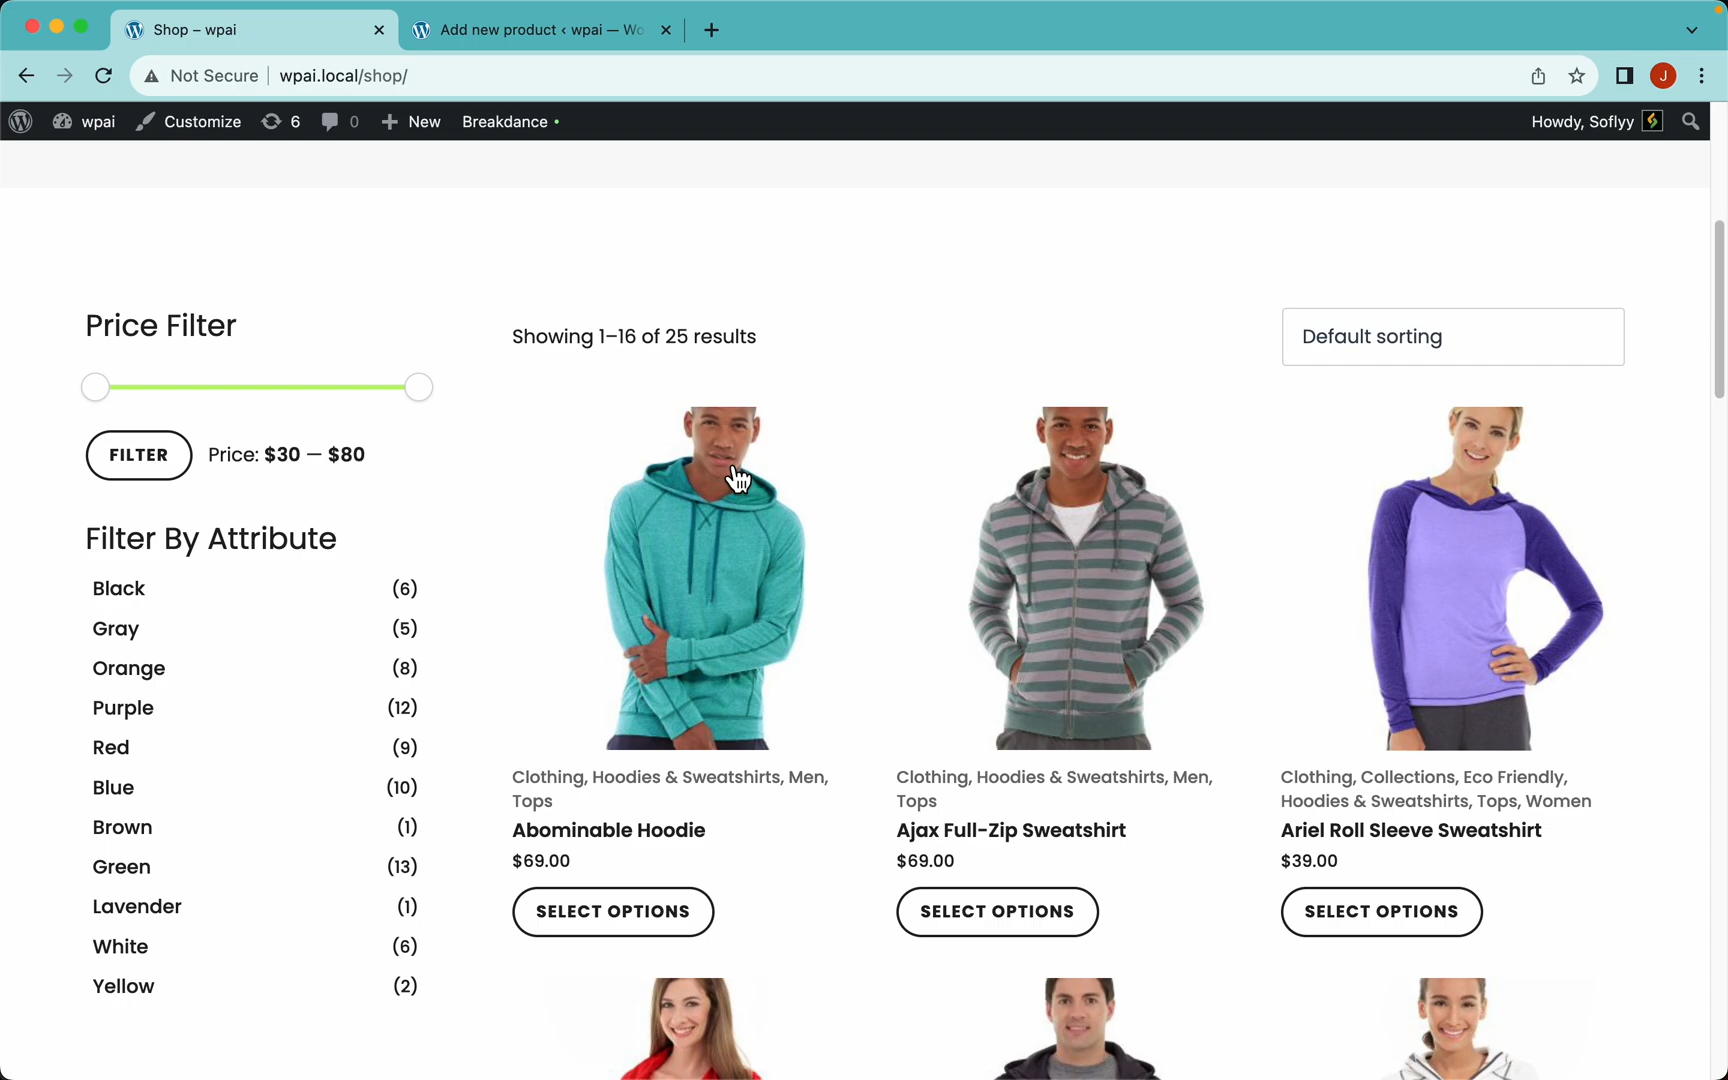 Shop – wpai
Add new product ‹ wpai — Wo
Not Secure
wpai.local/shop/
J
wpai
Customize
6
0
New
Breakdance
Howdy, Soflyy
Price Filter
FILTER
Price: $30 — $80
Filter By Attribute
Black (6)
Gray (5)
Orange (8)
Purple (12)
Red (9)
Blue (10)
Brown (1)
Green (13)
Lavender (1)
White (6)
Yellow (2)
Showing 1–16 of 25 results
Default sorting
Clothing, Hoodies & Sweatshirts, Men,
Tops
Abominable Hoodie
$69.00
SELECT OPTIONS
Clothing, Hoodies & Sweatshirts, Men,
Tops
Ajax Full-Zip Sweatshirt
$69.00
SELECT OPTIONS
Clothing, Collections, Eco Friendly,
Hoodies & Sweatshirts, Tops, Women
Ariel Roll Sleeve Sweatshirt
$39.00
SELECT OPTIONS